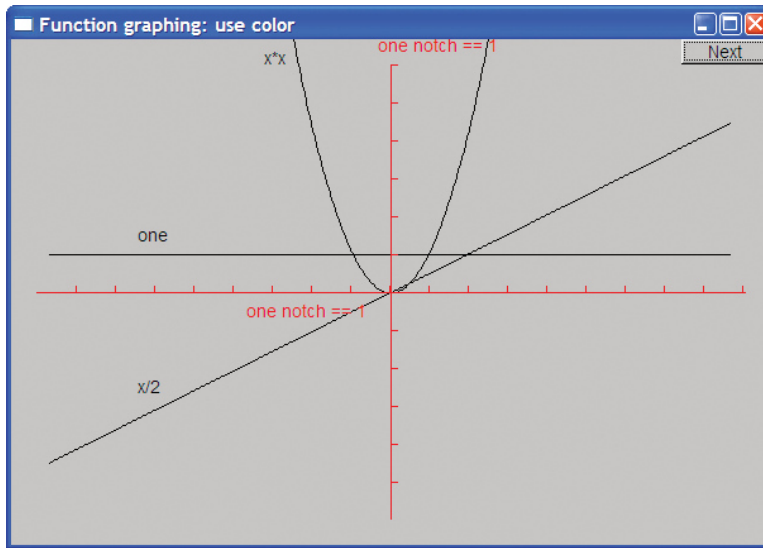 Function graphing: use color
one notch == 1
Next
x*x
one
one notch == 1
x/2